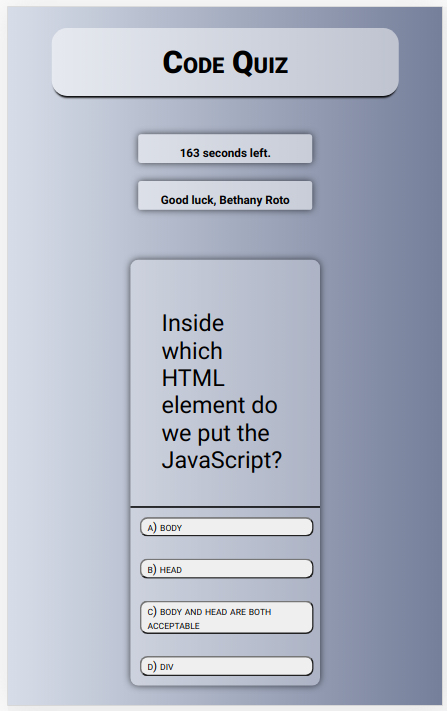 Code Quiz
163 seconds left.
Good luck, Bethany Roto
Inside
which
HTML
element do
we put the
JavaScript?
A) BODY
B) HEAD
C) BODY AND HEAD ARE BOTH
ACCEPTABLE
D) DIV